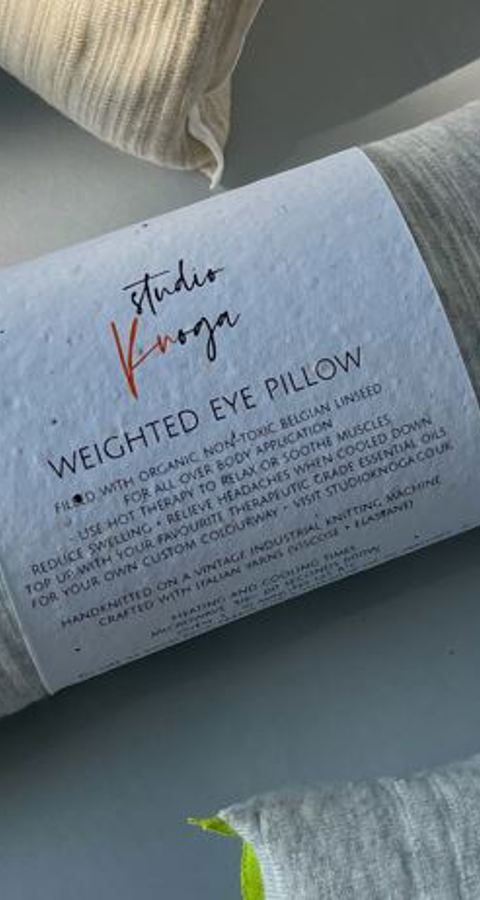 studio
Knoga
WEIGHTED EYE PILLOW
FILLED WITH ORGANIC NON-TOXIC BELGIAN LINSEED
FOR ALL OVER BODY APPLICATION
· USE HOT THERAPY TO RELAX OR SOOTHE MUSCLES,
REDUCE SWELLING • RELIEVE HEADACHES WHEN COOLED DOWN
TOP UP WITH YOUR FAVOURITE THERAPEUTIC GRADE ESSENTIAL OILS
FOR YOUR OWN CUSTOM COLOURWAY • VISIT STUDIOKNOGA.CO.UK
HANDKNITTED ON A VINTAGE INDUSTRIAL KNITTING MACHINE
CRAFTED WITH ITALIAN YARNS (VISCOSE • ELASTANE)
HEATING AND COOLING TIMES
MICROWAVE